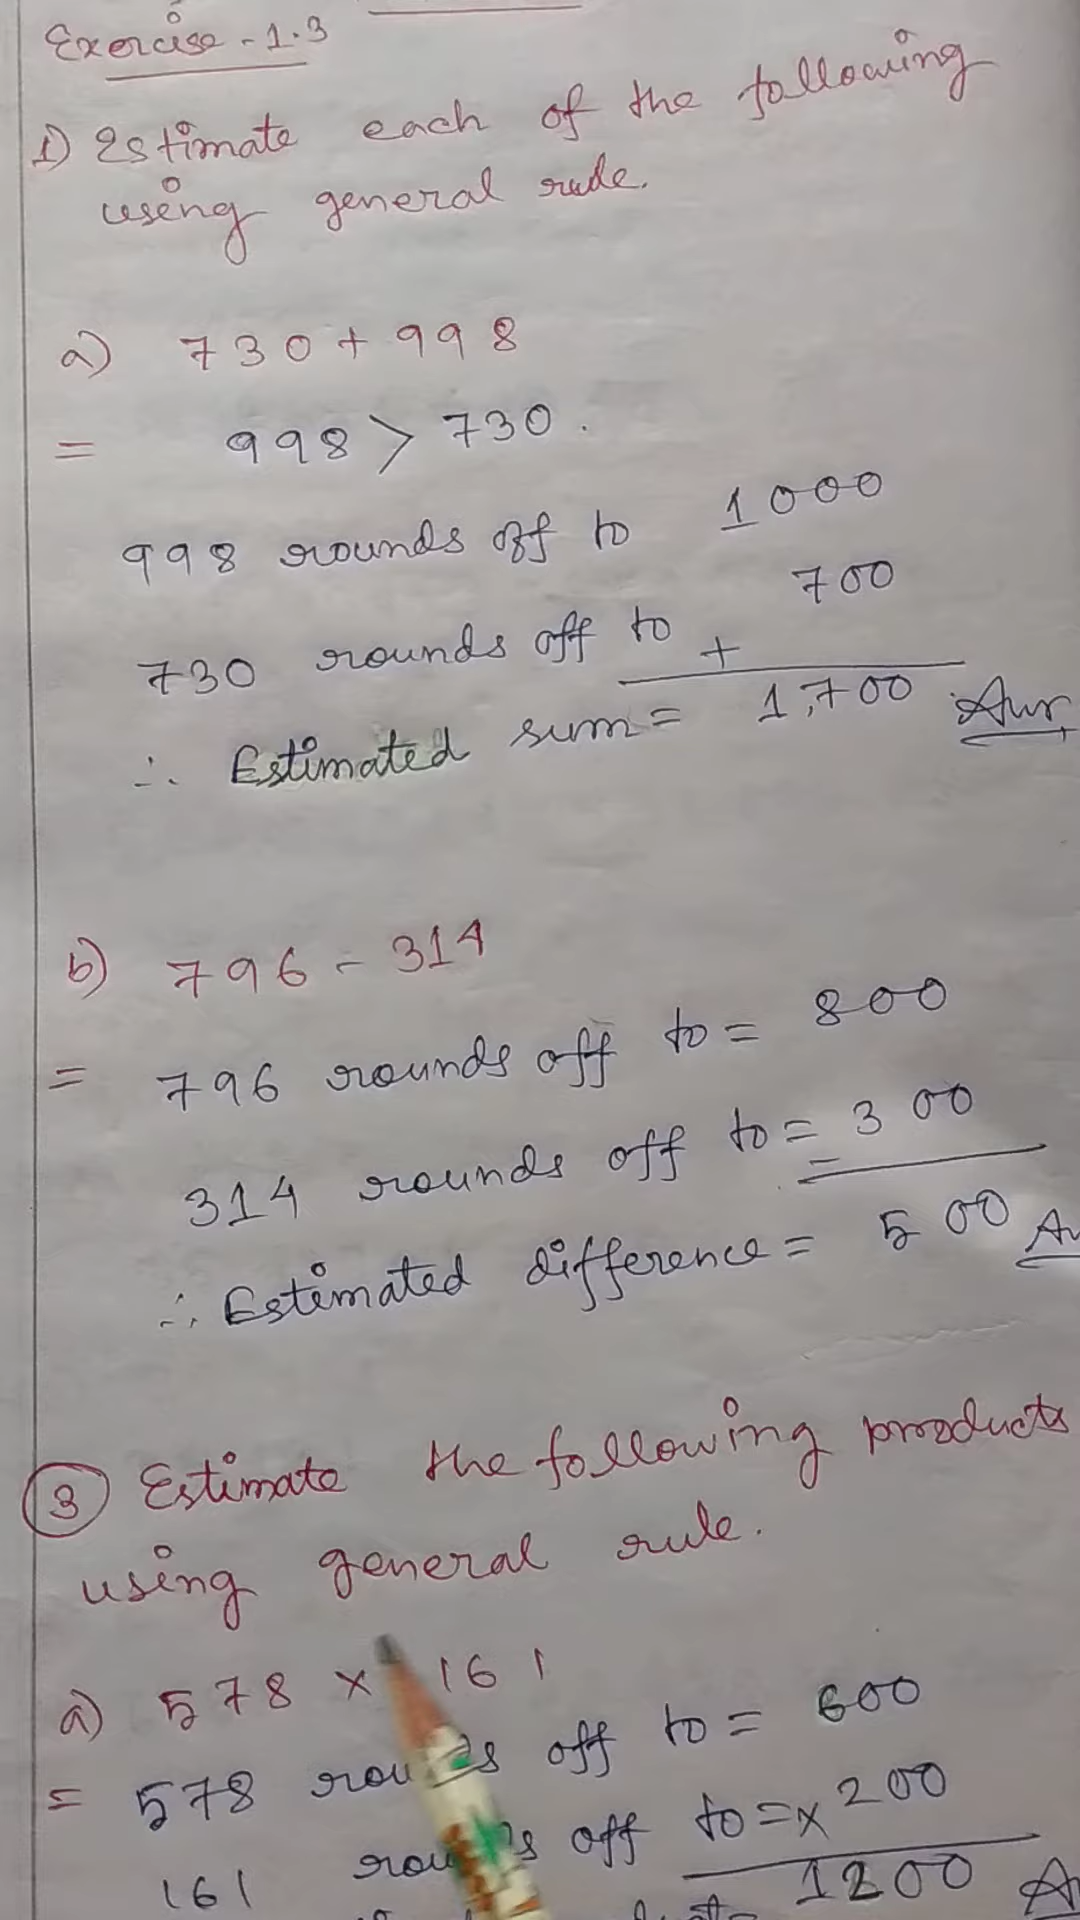 Exercise - 1.3
1) Estimate each of the following
using general rule.
a) 730 + 998
= 998 > 730.
998 rounds off to 1000
730 rounds off to + 700
∴ Estimated sum = 1,700 Ans
b) 796 - 314
= 796 rounds off to = 800
314 rounds off to = - 300
∴ Estimated difference = 500
3 Estimate the following products
using general rule.
a) 578 × 161
= 578 rounds off to = 600
161 rounds off to = × 200
1200